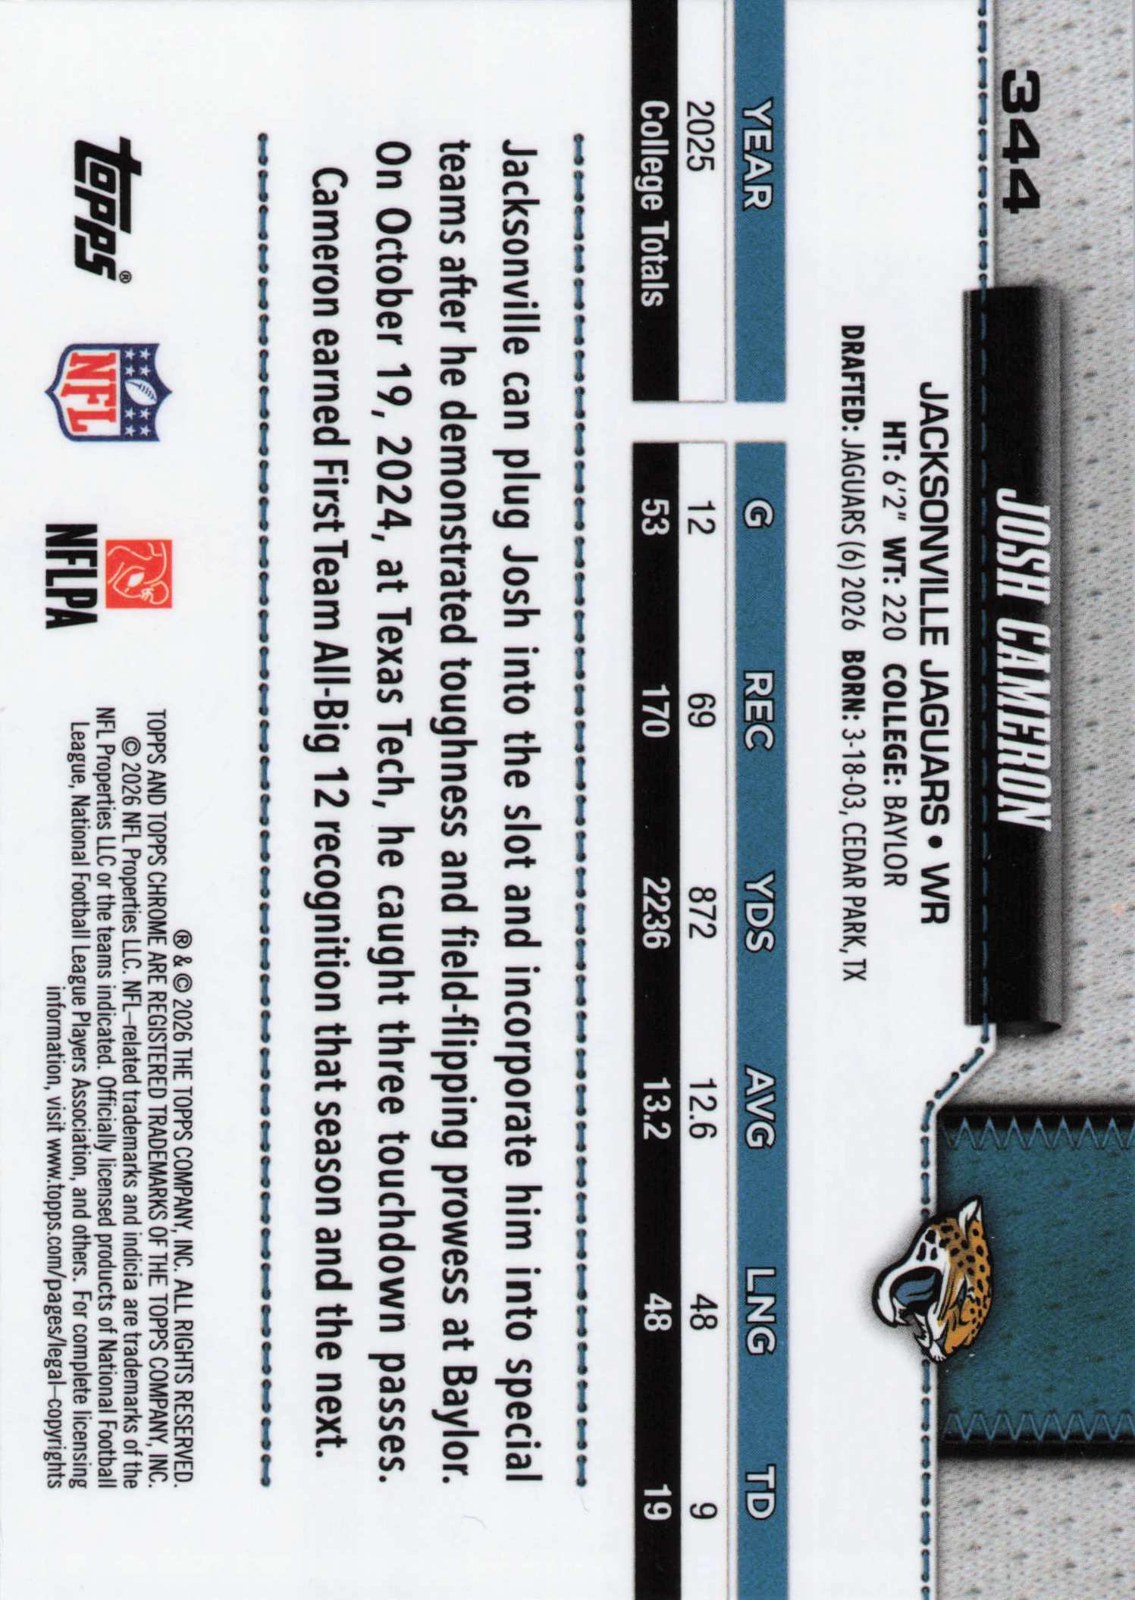 344
JOSH CAMERON
JACKSONVILLE JAGUARS • WR
HT: 6'2" WT: 220 COLLEGE: BAYLOR
DRAFTED: JAGUARS (6) 2026 BORN: 3-18-03, CEDAR PARK, TX
YEAR G REC YDS AVG LNG TD
2025 12 69 872 12.6 48 9
College Totals 53 170 2236 13.2 48 19
Jacksonville can plug Josh into the slot and incorporate him into special
teams after he demonstrated toughness and field-flipping prowess at Baylor.
On October 19, 2024, at Texas Tech, he caught three touchdown passes.
Cameron earned First Team All-Big 12 recognition that season and the next.
topps®
NFL
NFLPA
® & © 2026 THE TOPPS COMPANY, INC. ALL RIGHTS RESERVED.
TOPPS AND TOPPS CHROME ARE REGISTERED TRADEMARKS OF THE TOPPS COMPANY, INC.
© 2026 NFL Properties LLC. NFL-related trademarks and indicia are trademarks of the
NFL Properties LLC or the teams indicated. Officially licensed products of National Football
League, National Football League Players Association, and others. For complete licensing
information, visit www.topps.com/pages/legal-copyrights